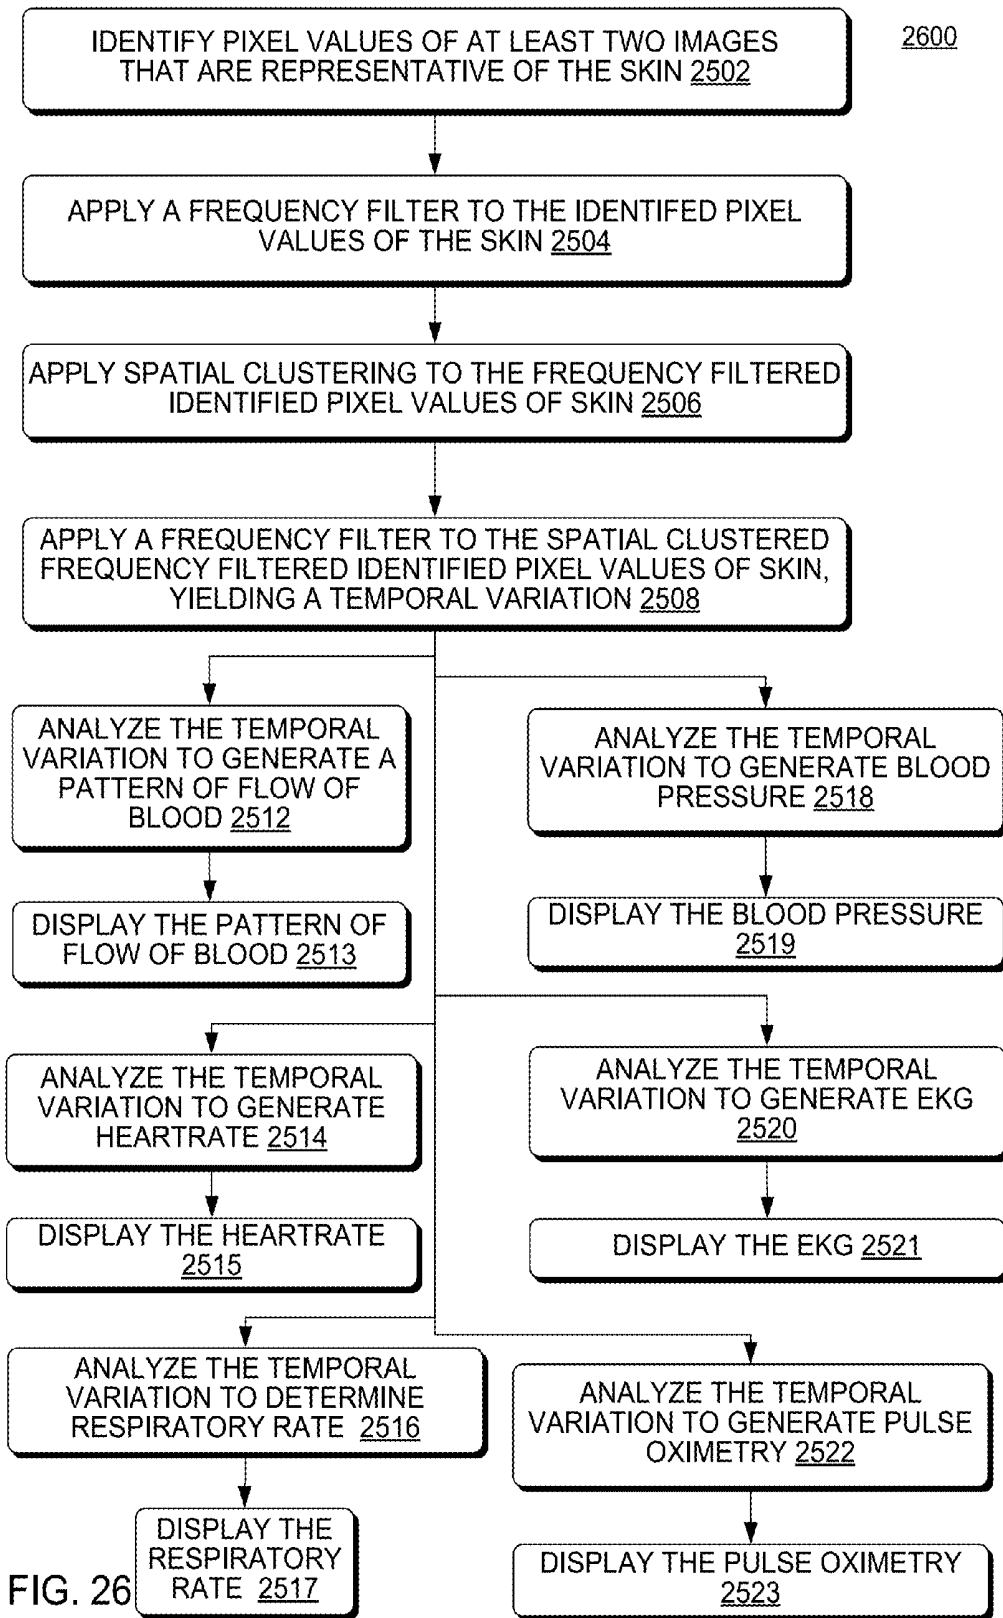 2600
IDENTIFY PIXEL VALUES OF AT LEAST TWO IMAGES
THAT ARE REPRESENTATIVE OF THE SKIN 2502
APPLY A FREQUENCY FILTER TO THE IDENTIFED PIXEL
VALUES OF THE SKIN 2504
APPLY SPATIAL CLUSTERING TO THE FREQUENCY FILTERED
IDENTIFIED PIXEL VALUES OF SKIN 2506
APPLY A FREQUENCY FILTER TO THE SPATIAL CLUSTERED
FREQUENCY FILTERED IDENTIFIED PIXEL VALUES OF SKIN,
YIELDING A TEMPORAL VARIATION 2508
ANALYZE THE TEMPORAL
VARIATION TO GENERATE A
PATTERN OF FLOW OF
BLOOD 2512
DISPLAY THE PATTERN OF
FLOW OF BLOOD 2513
ANALYZE THE TEMPORAL
VARIATION TO GENERATE BLOOD
PRESSURE 2518
DISPLAY THE BLOOD PRESSURE
2519
ANALYZE THE TEMPORAL
VARIATION TO GENERATE
HEARTRATE 2514
DISPLAY THE HEARTRATE
2515
ANALYZE THE TEMPORAL
VARIATION TO GENERATE EKG
2520
DISPLAY THE EKG 2521
ANALYZE THE TEMPORAL
VARIATION TO DETERMINE
RESPIRATORY RATE 2516
DISPLAY THE
RESPIRATORY
RATE 2517
ANALYZE THE TEMPORAL
VARIATION TO GENERATE PULSE
OXIMETRY 2522
DISPLAY THE PULSE OXIMETRY
2523
FIG. 26